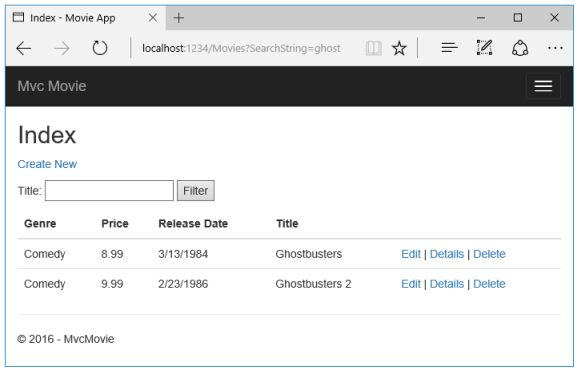 Index - Movie App
localhost:1234/Movies?SearchString=ghost
Mvc Movie
Index
Create New
Title: Filter
Genre Price Release Date Title
Comedy 8.99 3/13/1984 Ghostbusters Edit | Details | Delete
Comedy 9.99 2/23/1986 Ghostbusters 2 Edit | Details | Delete
© 2016 - MvcMovie